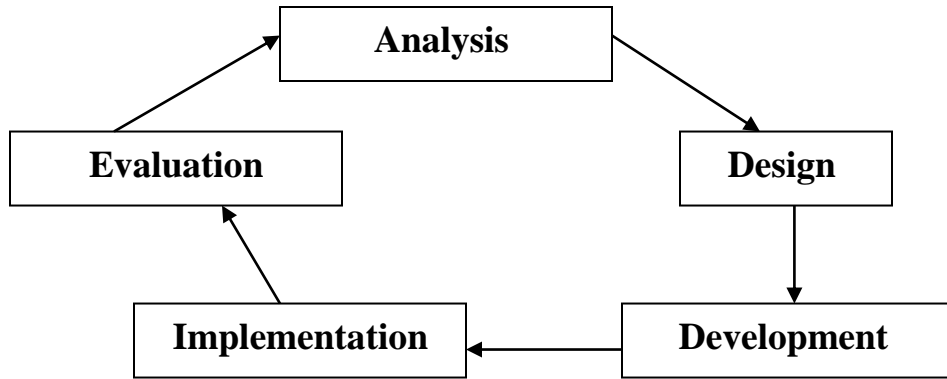 Analysis
Evaluation
Design
Implementation
Development